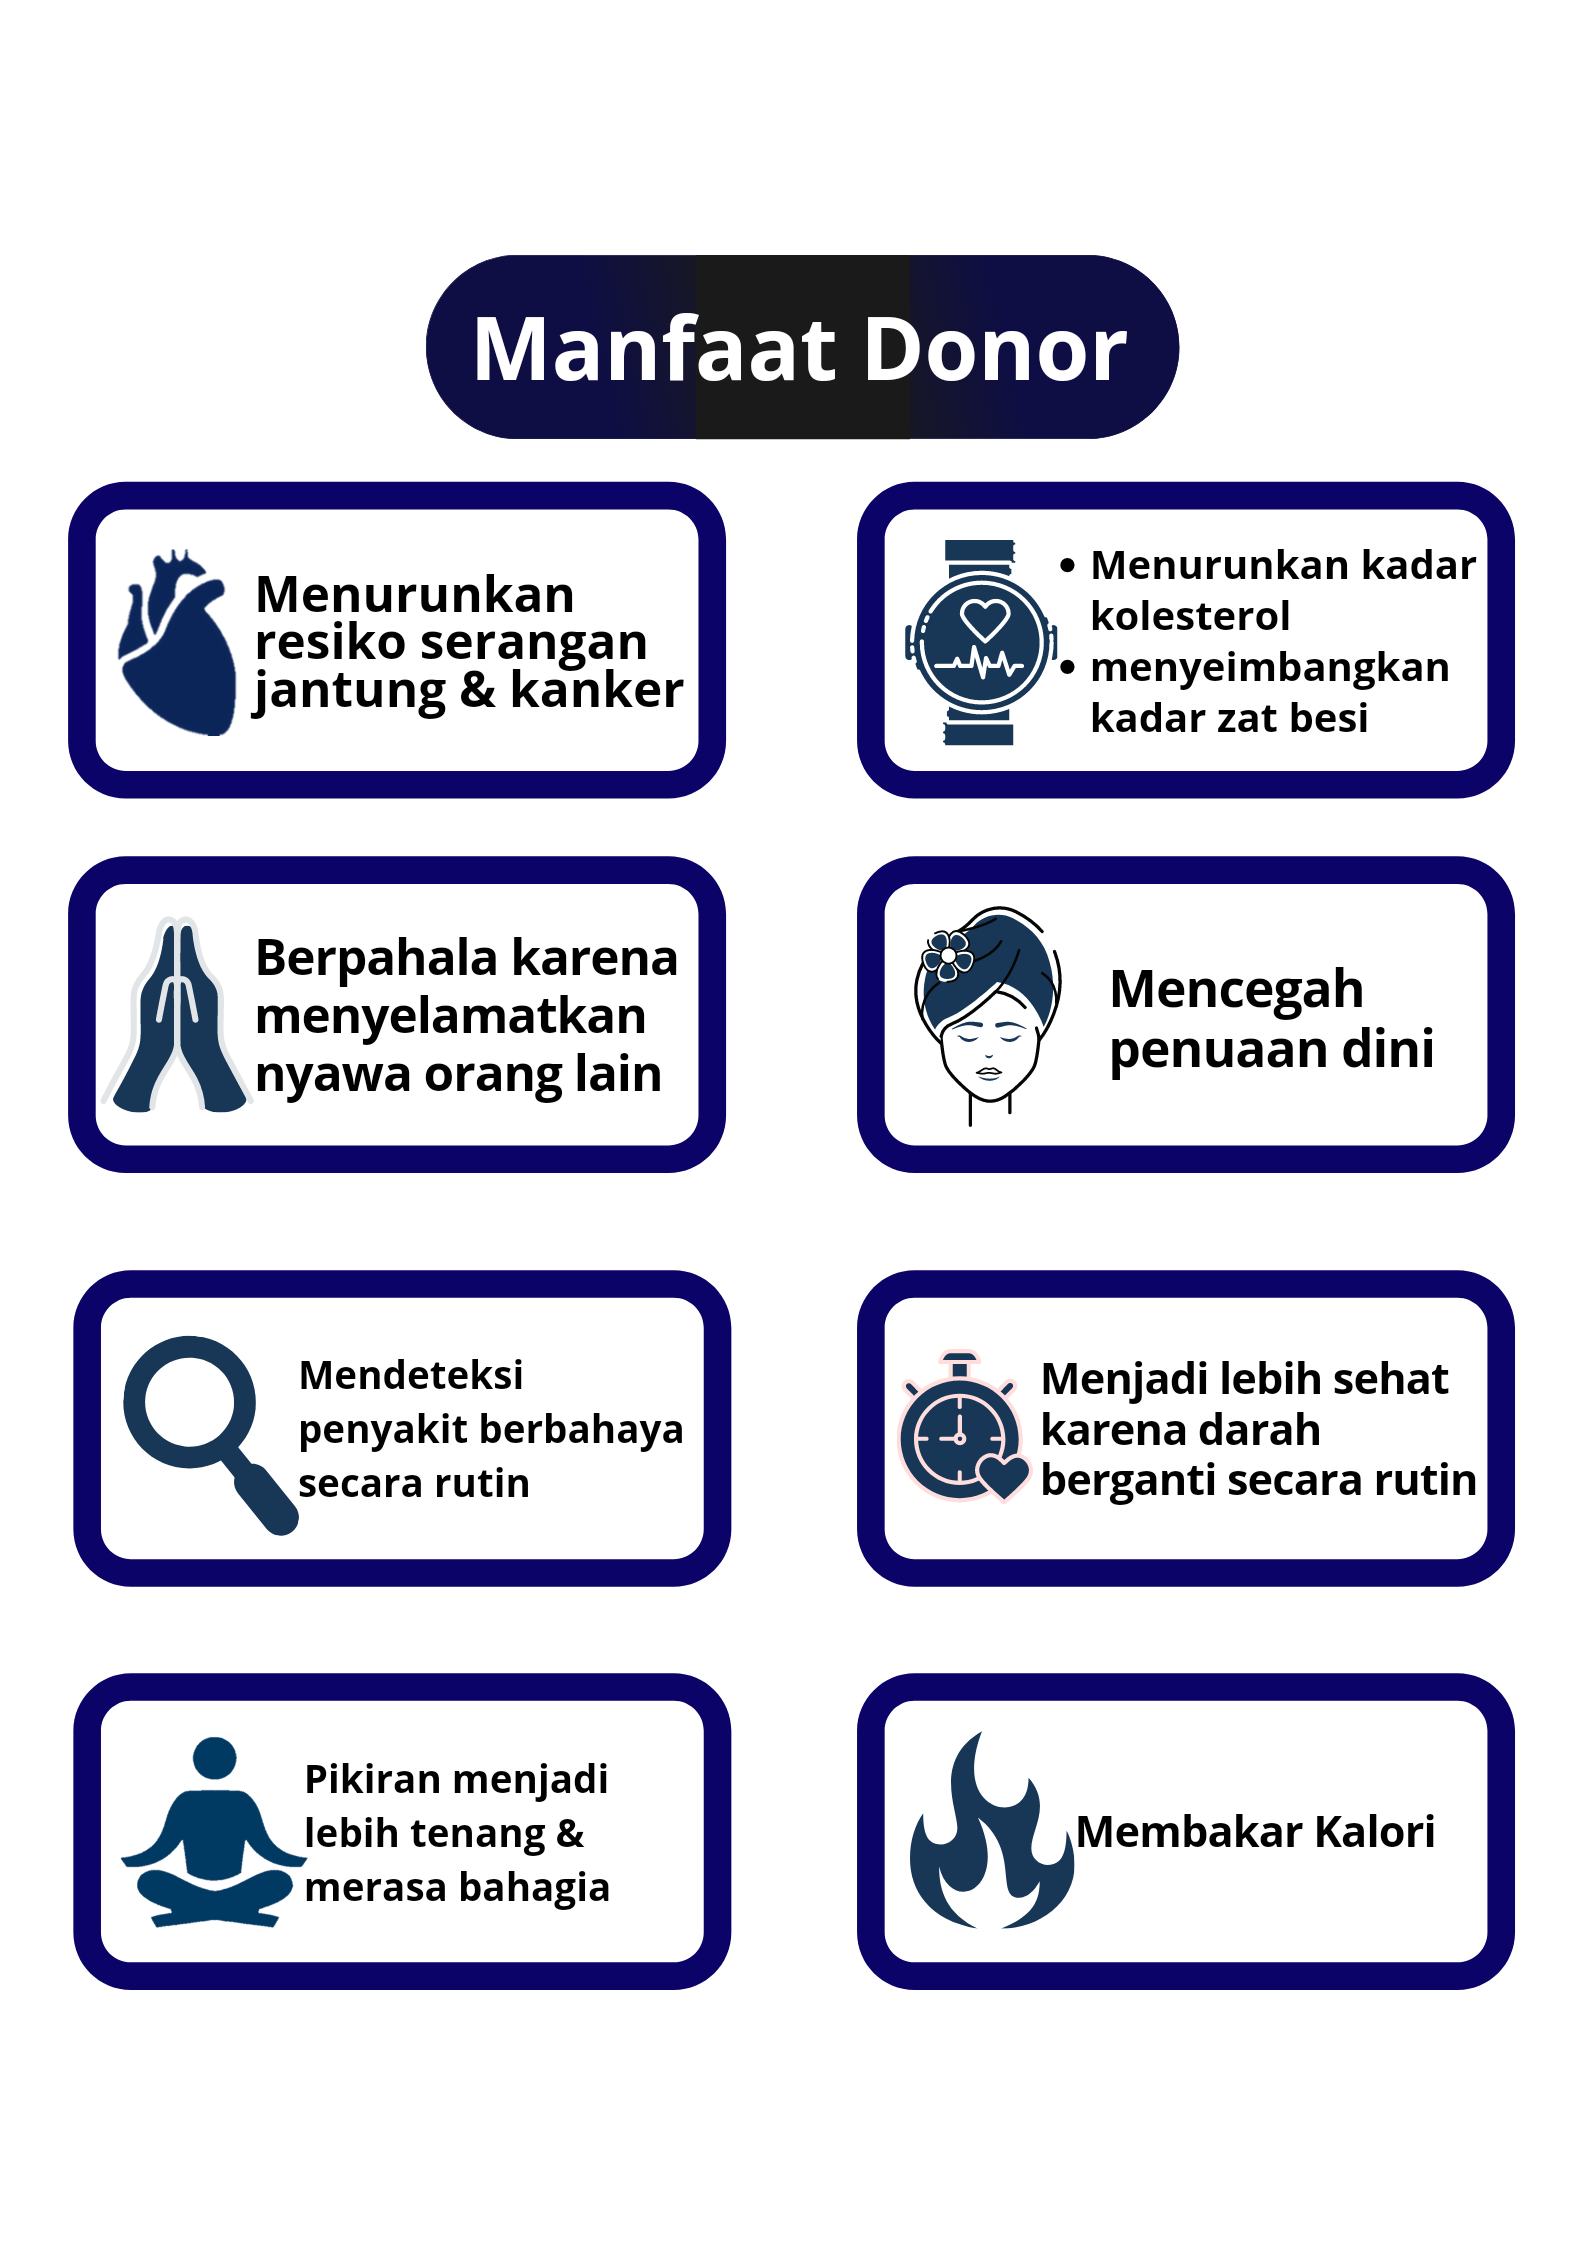 Manfaat Donor
Menurunkan
resiko serangan
jantung & kanker
• Menurunkan kadar
kolesterol
• menyeimbangkan
kadar zat besi
Berpahala karena
menyelamatkan
nyawa orang lain
Mencegah
penuaan dini
Mendeteksi
penyakit berbahaya
secara rutin
Menjadi lebih sehat
karena darah
berganti secara rutin
Pikiran menjadi
lebih tenang &
merasa bahagia
Membakar Kalori